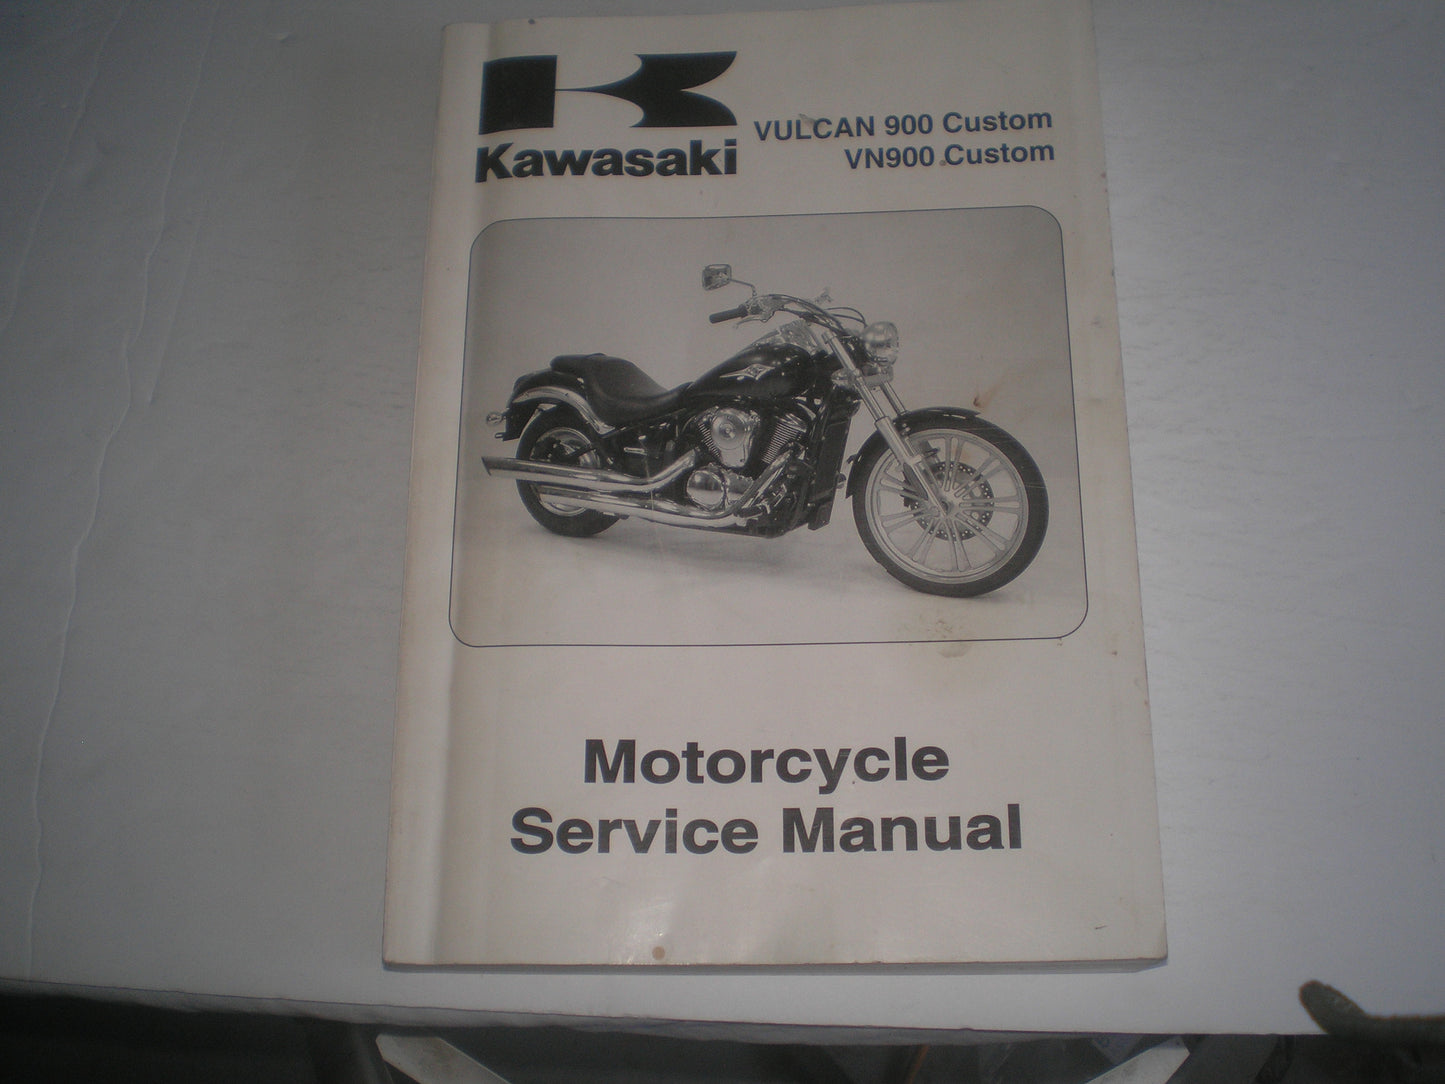 VULCAN 900 Custom
VN900 Custom
Kawasaki
Motorcycle
Service Manual